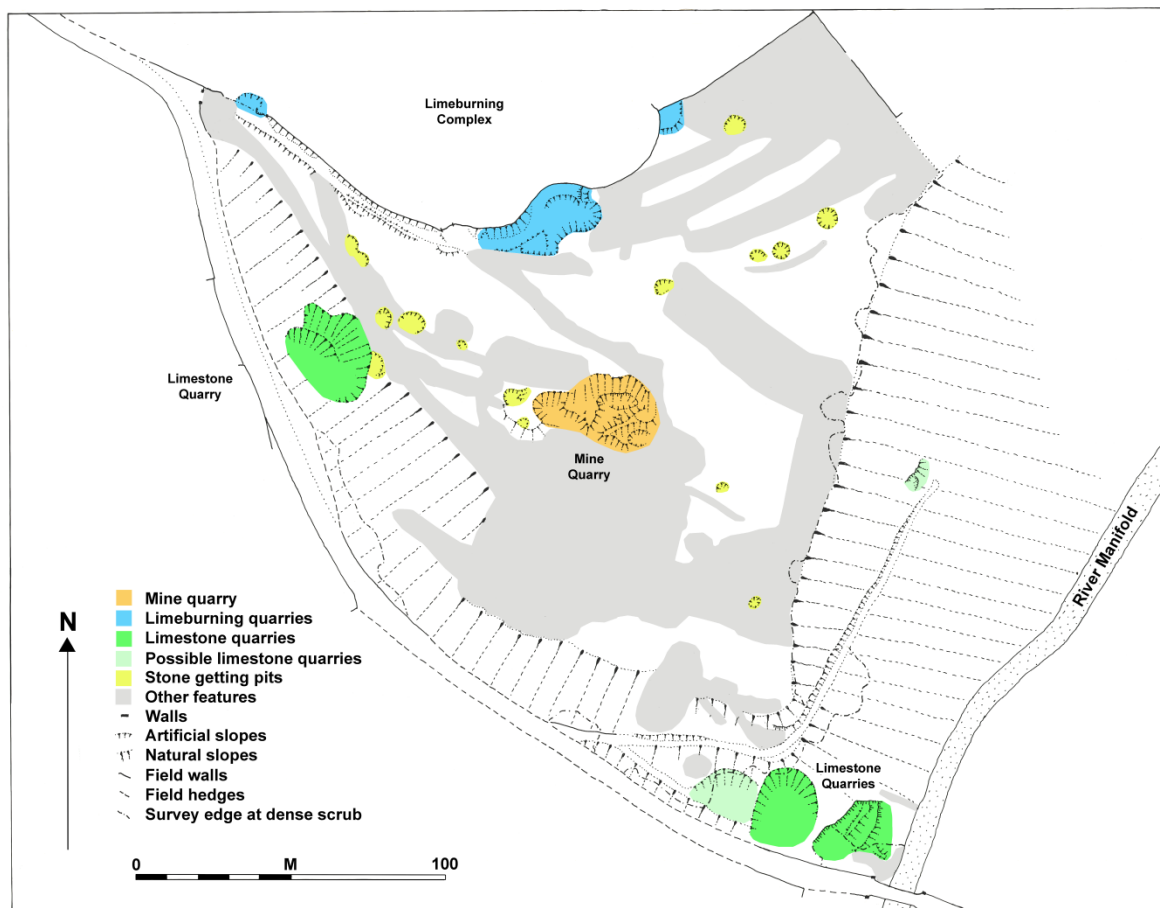 Limeburning
Complex
Limestone
Quarry
Mine
Quarry
River Manifold
Limestone
Quarries
N
Mine quarry
Limeburning quarries
Limestone quarries
Possible limestone quarries
Stone getting pits
Other features
Walls
Artificial slopes
Natural slopes
Field walls
Field hedges
Survey edge at dense scrub
0 M 100